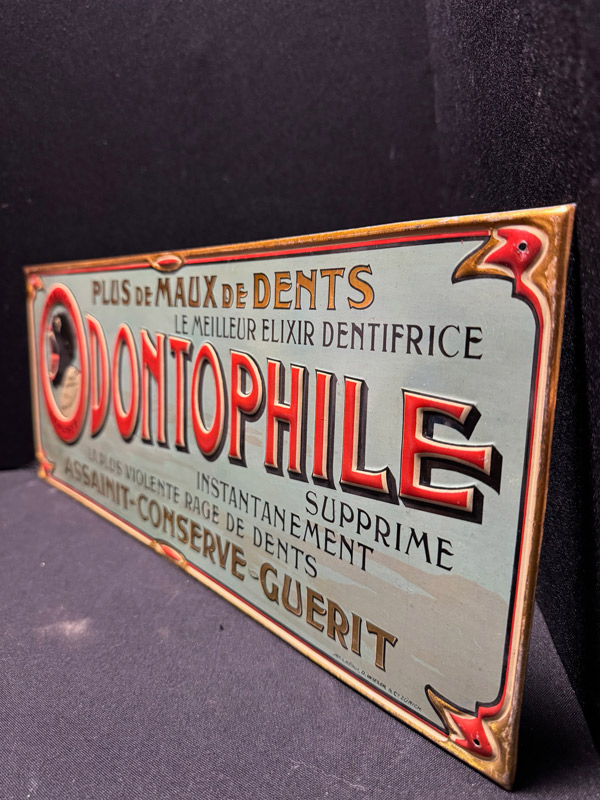 PLUS DE MAUX DE DENTS
LE MEILLEUR ELIXIR DENTIFRICE
ODONTOPHILE
SUPPRIME
INSTANTANEMENT
LA PLUS VIOLENTE RAGE DE DENTS
ASSAINIT-CONSERVE-GUERIT
ZÜRICH